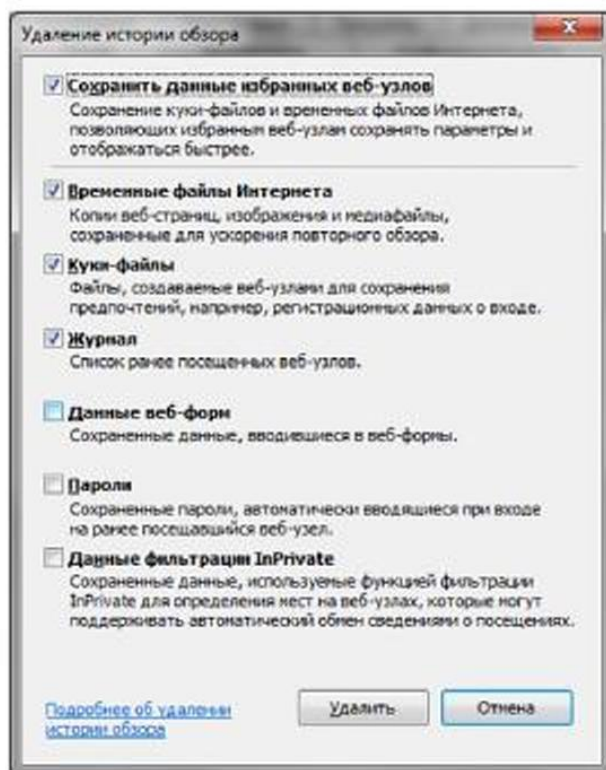 Удаление истории обзора
Сохранить данные избранных веб-узлов
Сохранение куки-файлов и временных файлов Интернета,
позволяющих избранным веб-узлам сохранять параметры и
отображаться быстрее.
Временные файлы Интернета
Копии веб-страниц, изображения и медиафайлы,
сохраненные для ускорения повторного обзора.
Куки-файлы
Файлы, создаваемые веб-узлами для сохранения
предпочтений, например, регистрационных данных о входе.
Журнал
Список ранее посещенных веб-узлов.
Данные веб-форм
Сохраненные данные, вводившиеся в веб-формы.
Пароли
Сохраненные пароли, автоматически вводящиеся при входе
на ранее посещавшийся веб-узел.
Данные фильтрации InPrivate
Сохраненные данные, используемые функцией фильтрации
InPrivate для определения мест на веб-узлах, которые могут
поддерживать автоматический обмен сведениями о посещениях.
Подробнее об удалении
истории обзора
Удалить
Отмена